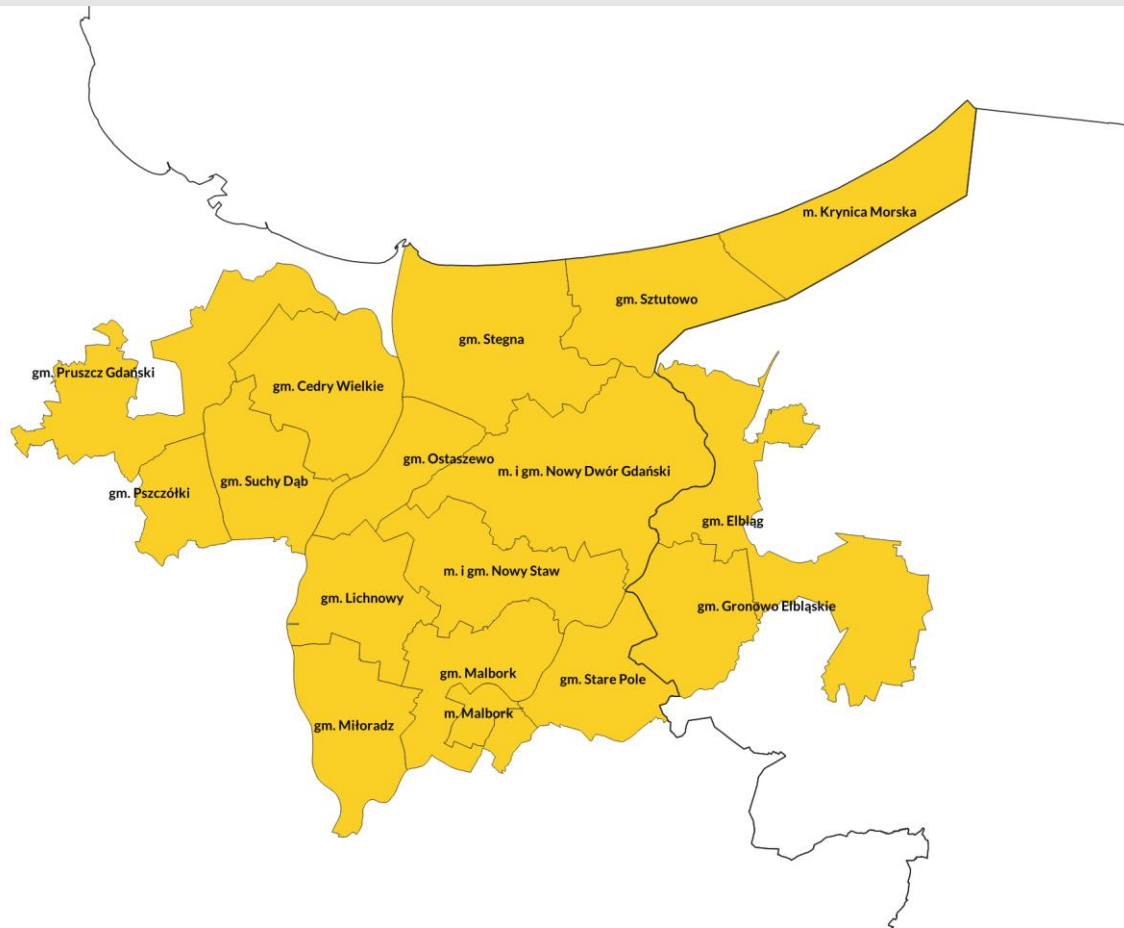 m. Krynica Morska
gm. Sztutowo
gm. Stegna
gm. Pruszcz Gdański
gm. Cedry Wielkie
gm. Ostaszewo
m. i gm. Nowy Dwór Gdański
gm. Suchy Dąb
gm. Pszczółki
gm. Elbląg
m. i gm. Nowy Staw
gm. Lichnowy
gm. Gronowo Elbląskie
gm. Malbork
gm. Stare Pole
m. Malbork
gm. Miłoradz